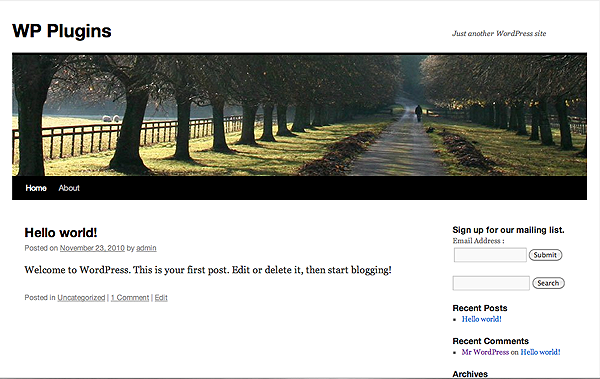 WP Plugins
Just another WordPress site
Home About
Hello world!
Posted on November 23, 2010 by admin
Welcome to WordPress. This is your first post. Edit or delete it, then start blogging!
Posted in Uncategorized | 1 Comment | Edit
Sign up for our mailing list.
Email Address :
Submit
Search
Recent Posts
Hello world!
Recent Comments
Mr WordPress on Hello world!
Archives